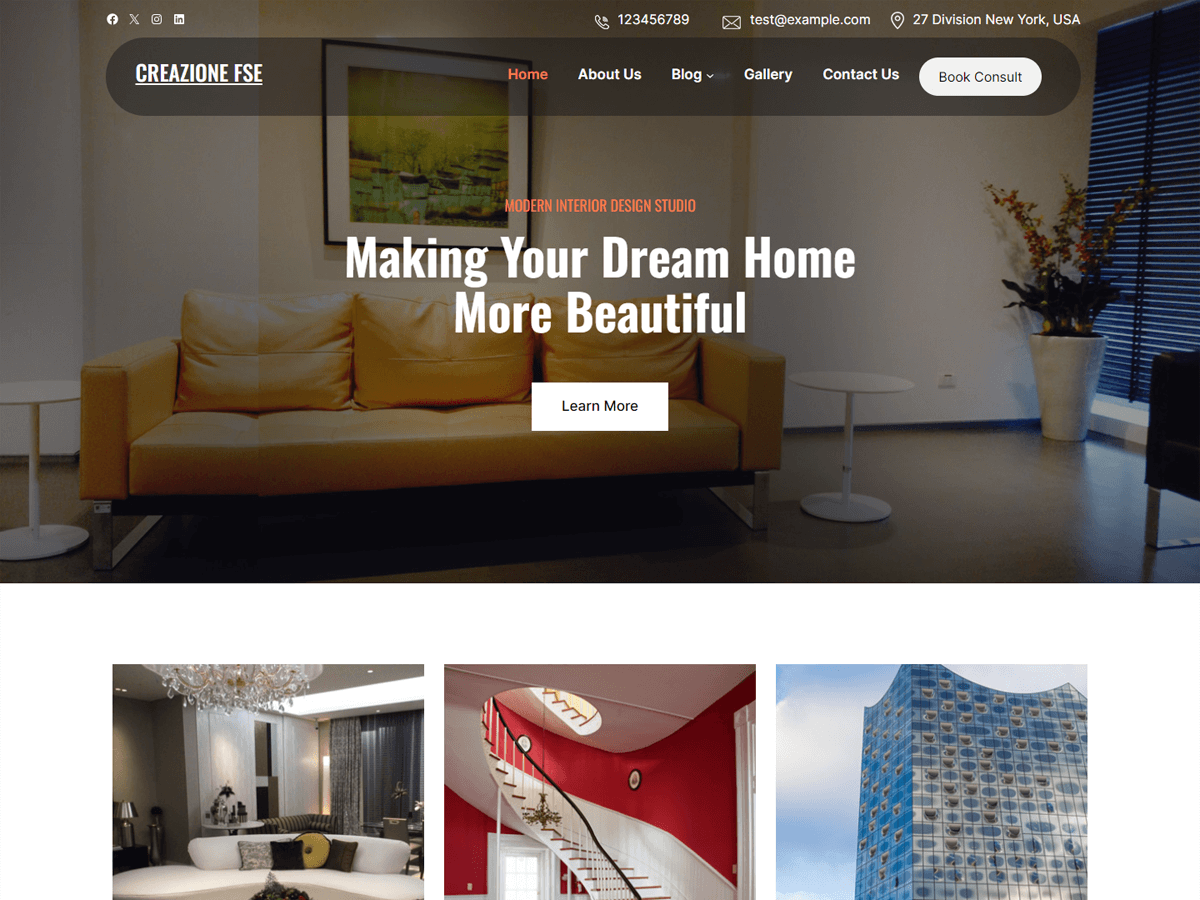 123456789
test@example.com
27 Division New York, USA
CREAZIONE FSE
Home
About Us
Blog
Gallery
Contact Us
Book Consult
MODERN INTERIOR DESIGN STUDIO
Making Your Dream Home
More Beautiful
Learn More